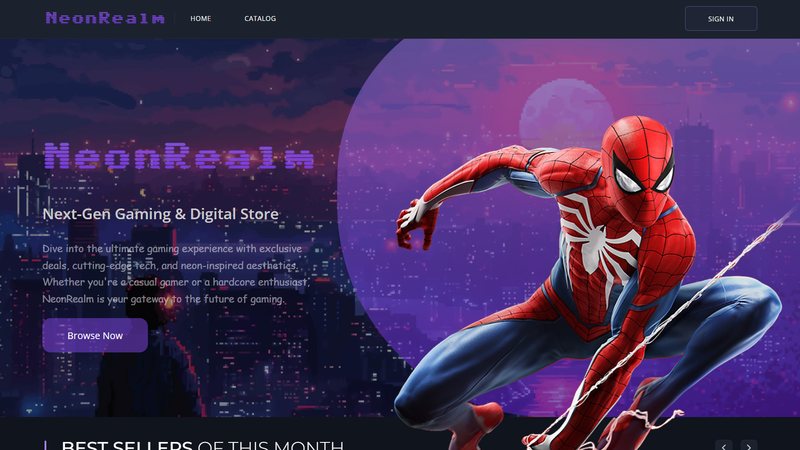 NeonRealm
HOME
CATALOG
SIGN IN
NeonRealm
Next-Gen Gaming & Digital Store
Dive into the ultimate gaming experience with exclusive
deals, cutting-edge tech, and neon-inspired aesthetics.
Whether you're a casual gamer or a hardcore enthusiast,
NeomRealm is your gateway to the future of gaming.
Browse Now
BEST SELLERS OF THIS MONTH